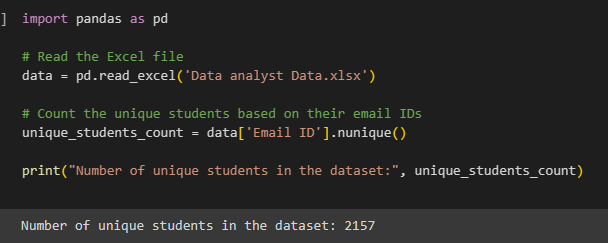 ] import pandas as pd
# Read the Excel file
data = pd.read_excel('Data analyst Data.xlsx')
# Count the unique students based on their email IDs
unique_students_count = data['Email ID'].nunique()
print("Number of unique students in the dataset:", unique_students_count)
Number of unique students in the dataset: 2157